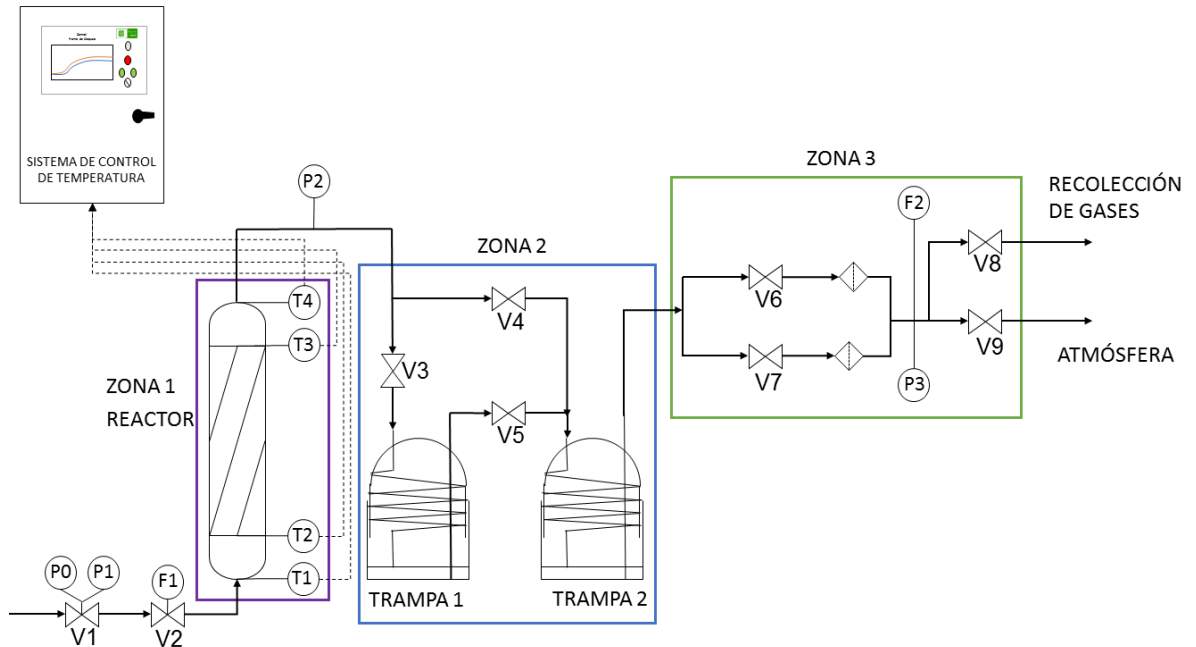 SISTEMA DE CONTROL
DE TEMPERATURA
P2
ZONA 3
RECOLECCIÓN
DE GASES
F2
V8
ZONA 2
V6
V4
T4
T3
V9
ATMÓSFERA
V7
V3
P3
ZONA 1
REACTOR
V5
T2
P0
P1
F1
T1
TRAMPA 1
TRAMPA 2
V1
V2